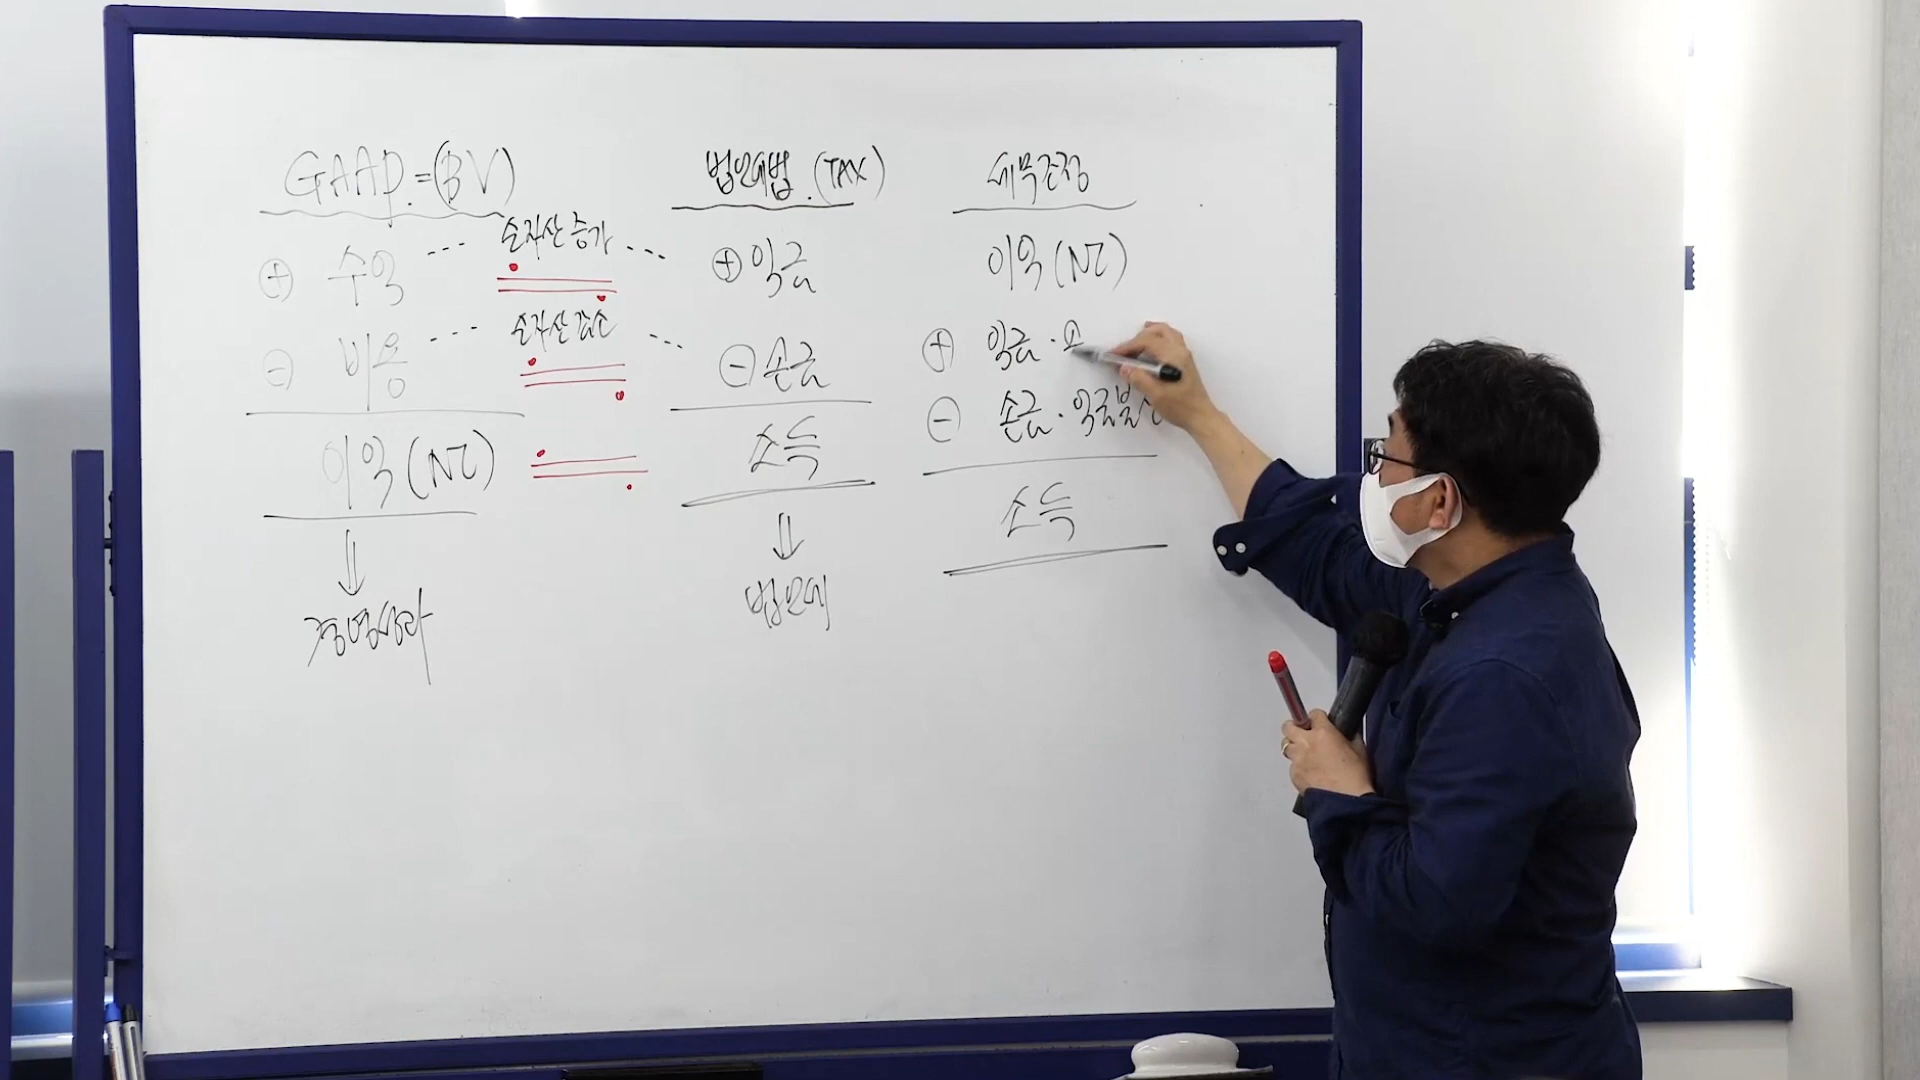 GAAP.=(BV)
⊕ 수익
⊖ 비용
이익(NI)
⇓
경영성과
순자산 증가
순자산 감소
법인세법.(TAX)
⊕ 익금
⊖ 손금
소득
⇓
법인세
세무조정
이익(NI)
⊕ 익금·
⊖ 손금·익금불
소득